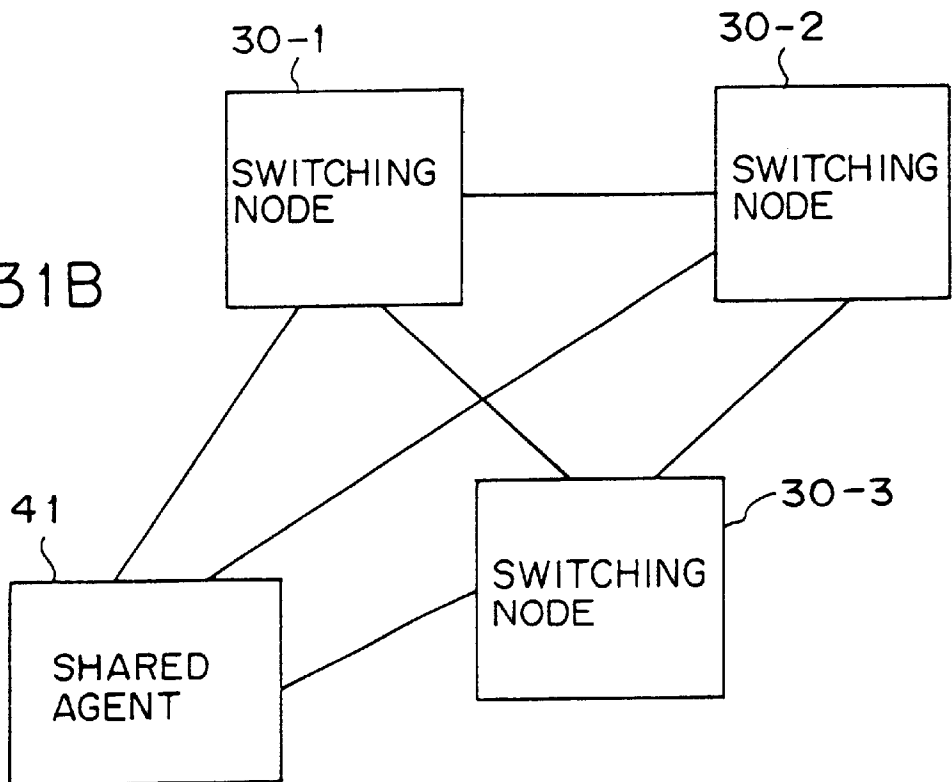 30-1
30-2
SWITCHING
NODE
SWITCHING
NODE
31B
41
30-3
SWITCHING
NODE
SHARED
AGENT